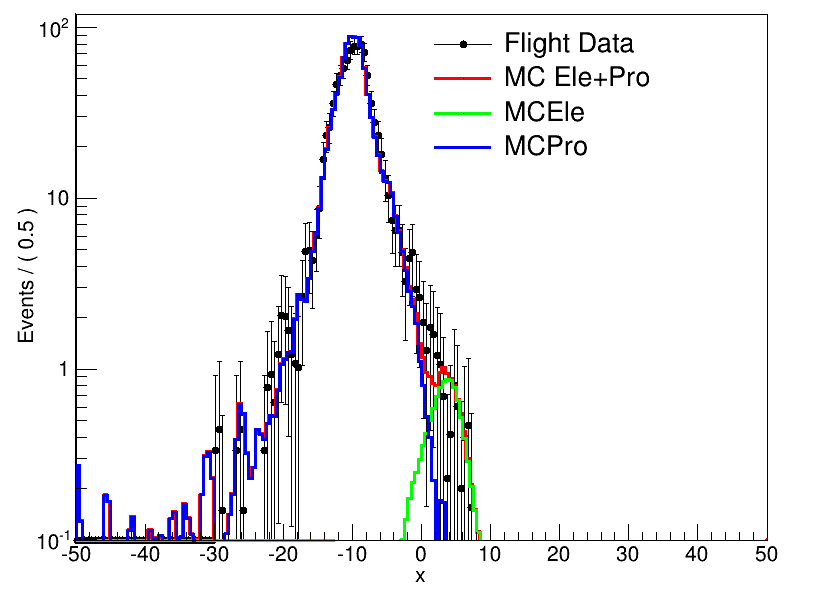 Flight Data
MC Ele+Pro
MCEle
MCPro
Events / ( 0.5 )
10²
10
1
10⁻¹
-50 -40 -30 -20 -10 0 10 20 30 40 50
x